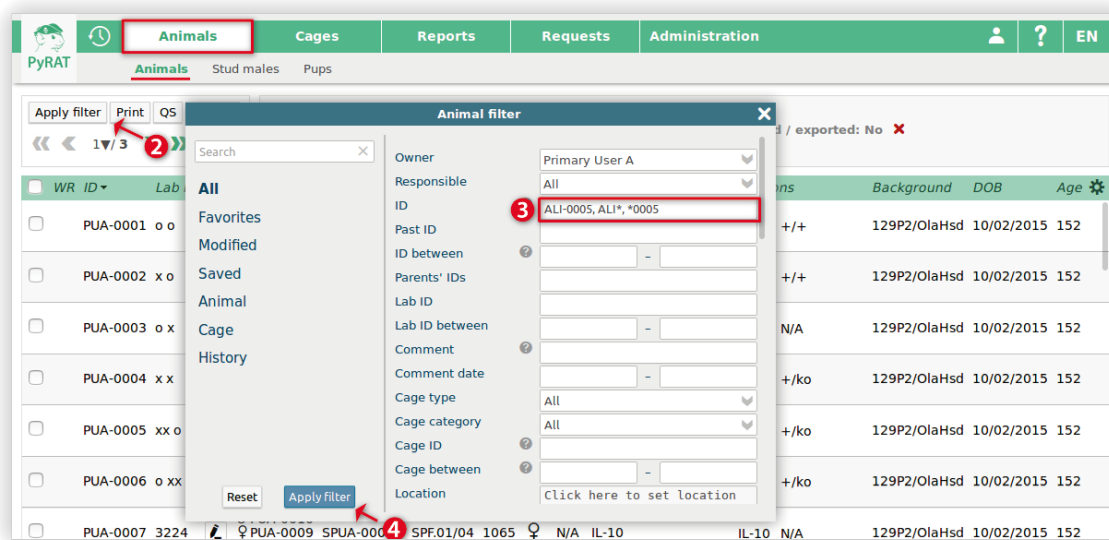 Animals Cages Reports Requests Administration ? EN
PyRAT
Animals Stud males Pups
Apply filter Print QS
Animal filter
/ exported: No
1 / 3
2
Search
Owner Primary User A
Responsible All
WR ID Lab Background DOB Age
All
ID 3 ALI-0005, ALI*, *0005
Favorites
Past ID
PUA-0001 o o +/+ 129P2/OlaHsd 10/02/2015 152
Modified
ID between ? –
Saved
Parents' IDs
PUA-0002 x o +/+ 129P2/OlaHsd 10/02/2015 152
Animal
Lab ID
Cage
Lab ID between –
PUA-0003 o x N/A 129P2/OlaHsd 10/02/2015 152
History
Comment ?
Comment date –
PUA-0004 x x +/ko 129P2/OlaHsd 10/02/2015 152
Cage type All
Cage category All
PUA-0005 xx o +/ko 129P2/OlaHsd 10/02/2015 152
Cage ID ?
Cage between ? –
PUA-0006 o xx +/ko 129P2/OlaHsd 10/02/2015 152
Reset Apply filter
Location Click here to set location
4
PUA-0007 3224 ♀ PUA-0009 SPUA-00 SPF.01/04 1065 ♀ N/A IL-10 IL-10 N/A 129P2/OlaHsd 10/02/2015 152